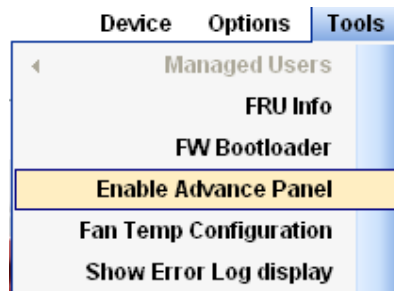 Device Options Tools
Managed Users
FRU Info
FW Bootloader
Enable Advance Panel
Fan Temp Configuration
Show Error Log display